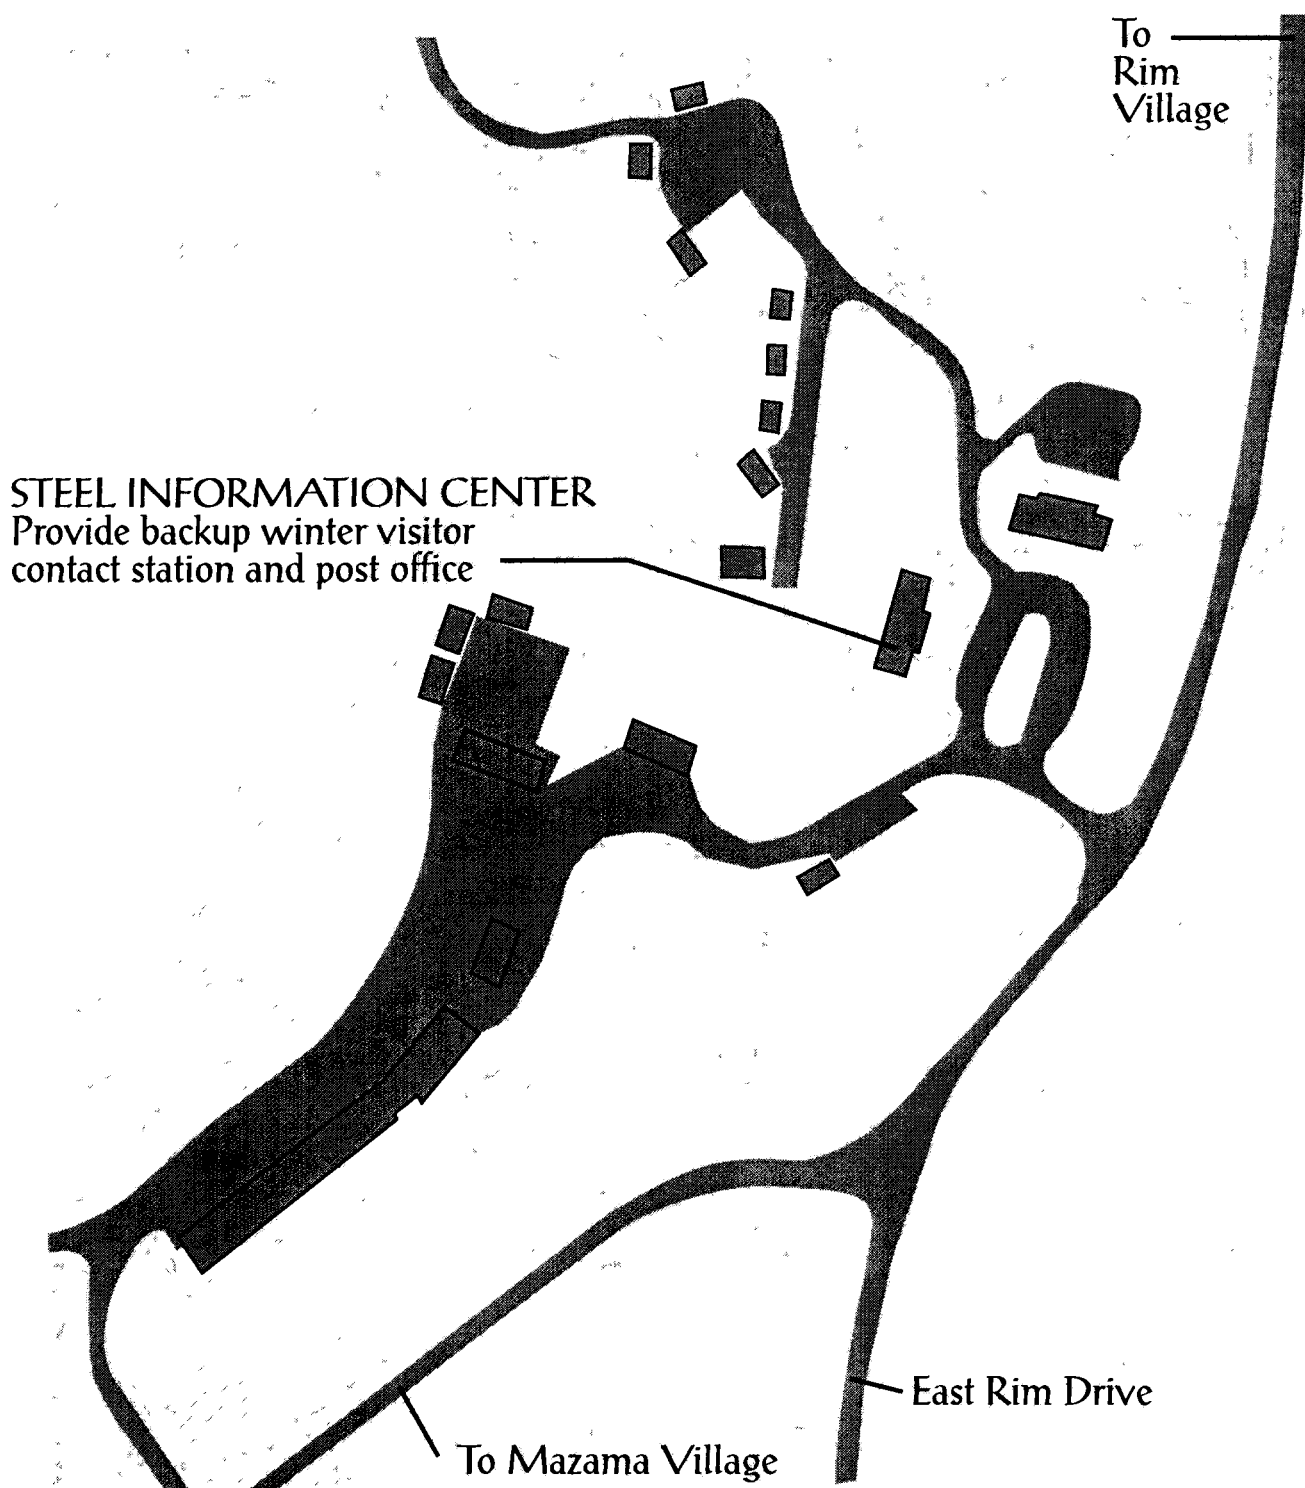 To
Rim
Village
STEEL INFORMATION CENTER
Provide backup winter visitor
contact station and post office
East Rim Drive
To Mazama Village